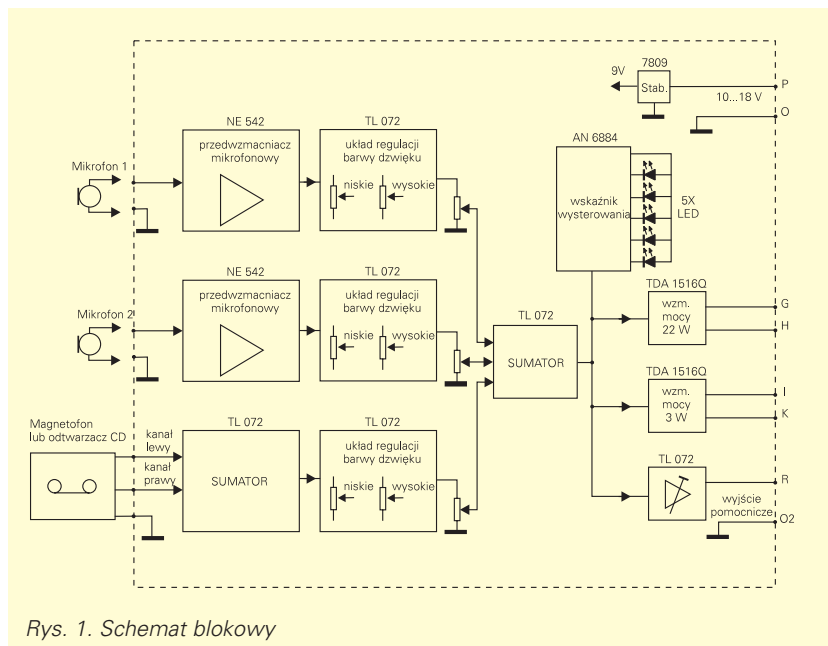 7809
9V
Stab.
P
10...18 V
O
NE 542
TL 072
AN 6884
Mikrofon 1
przedwzmacniacz
mikrofonowy
układ regulacji
barwy dzwięku
niskie
wysokie
wskaźnik
wysterowania
5X
LED
NE 542
TL 072
TDA 1516Q
Mikrofon 2
przedwzmacniacz
mikrofonowy
układ regulacji
barwy dzwięku
niskie
wysokie
TL 072
SUMATOR
wzm.
mocy
22 W
G
H
TDA 1516Q
wzm.
mocy
3 W
I
K
Magnetofon
lub odtwarzacz CD
kanał
lewy
kanał
prawy
TL 072
SUMATOR
TL 072
układ regulacji
barwy dzwięku
niskie
wysokie
TL 072
R
wyjście
pomocnicze
O2
Rys. 1. Schemat blokowy